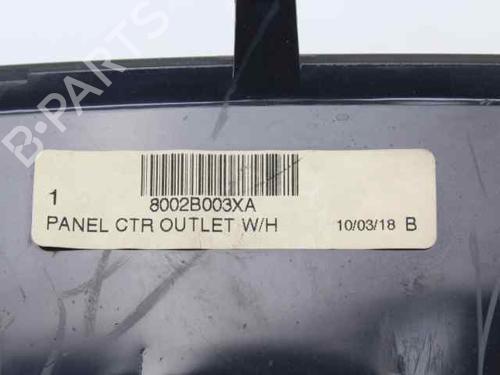 B-PARTS
1
8002B003XA
PANEL CTR OUTLET W/H 10/03/18 B